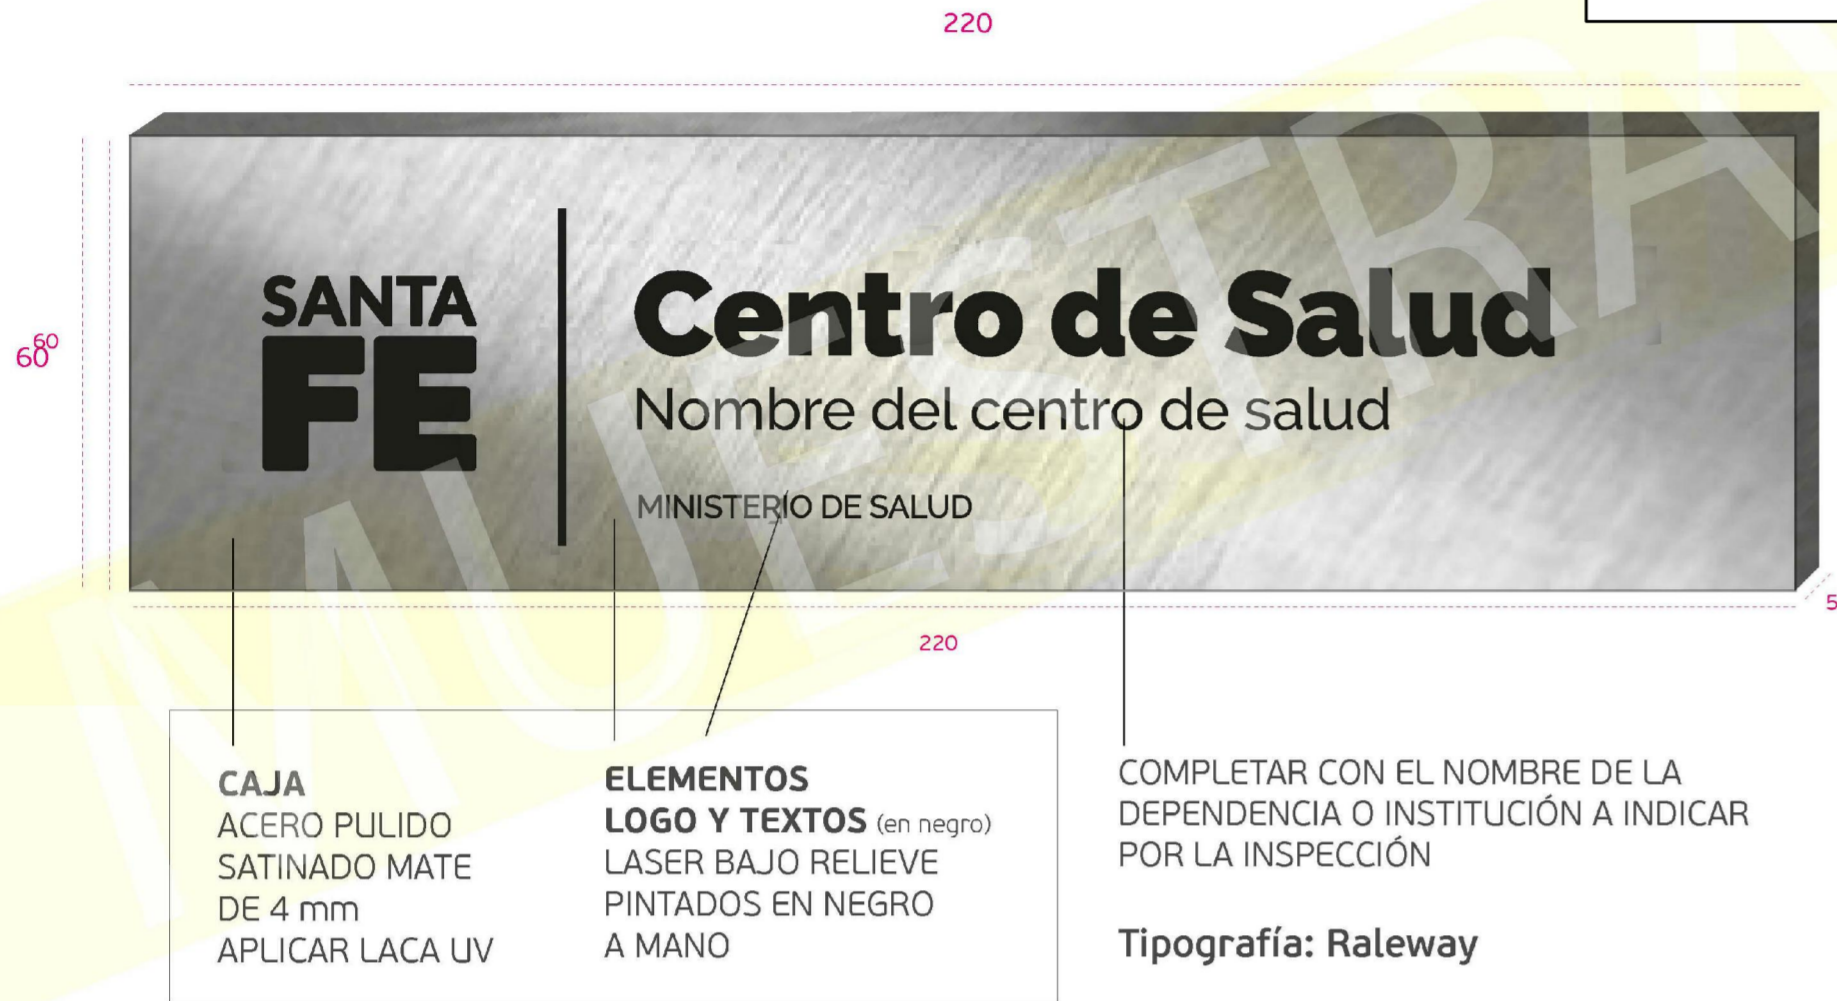 220
SANTA
FE
Centro de Salud
Nombre del centro de salud
MINISTERIO DE SALUD
60
60
5
220
MUESTRA
CAJA
ACERO PULIDO
SATINADO MATE
DE 4 mm
APLICAR LACA UV
ELEMENTOS
LOGO Y TEXTOS (en negro)
LASER BAJO RELIEVE
PINTADOS EN NEGRO
A MANO
COMPLETAR CON EL NOMBRE DE LA
DEPENDENCIA O INSTITUCIÓN A INDICAR
POR LA INSPECCIÓN
Tipografía: Raleway